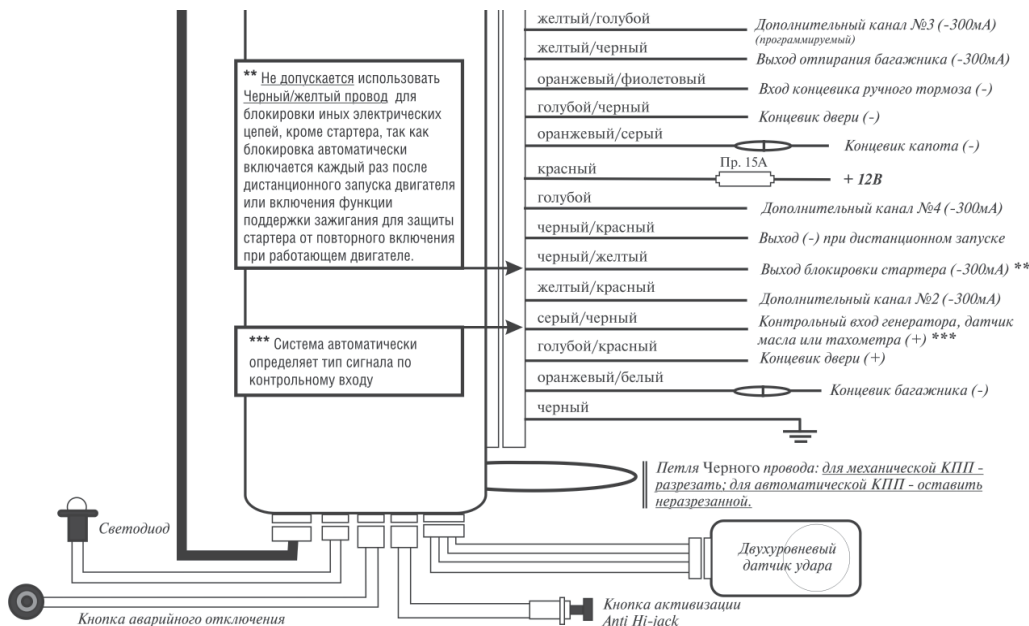 желтый/голубой
Дополнительный канал №3 (-300мА)
(программируемый)
желтый/черный
Выход отпирания багажника (-300мА)
оранжевый/фиолетовый
Вход концевика ручного тормоза (-)
голубой/черный
Концевик двери (-)
оранжевый/серый
Концевик капота (-)
красный
Пр. 15А
+ 12В
голубой
Дополнительный канал №4 (-300мА)
черный/красный
Выход (-) при дистанционном запуске
черный/желтый
Выход блокировки стартера (-300мА) **
желтый/красный
Дополнительный канал №2 (-300мА)
серый/черный
Контрольный вход генератора, датчик
масла или тахометра (+) ***
голубой/красный
Концевик двери (+)
оранжевый/белый
Концевик багажника (-)
черный
** Не допускается использовать
Черный/желтый провод для
блокировки иных электрических
цепей, кроме стартера, так как
блокировка автоматически
включается каждый раз после
дистанционного запуска двигателя
или включения функции
поддержки зажигания для защиты
стартера от повторного включения
при работающем двигателе.
*** Система автоматически
определяет тип сигнала по
контрольному входу
Петля Черного провода: для механической КПП -
разрезать; для автоматической КПП - оставить
неразрезанной.
Светодиод
Двухуровневый
датчик удара
Кнопка аварийного отключения
Кнопка активизации
Anti Hi-jack